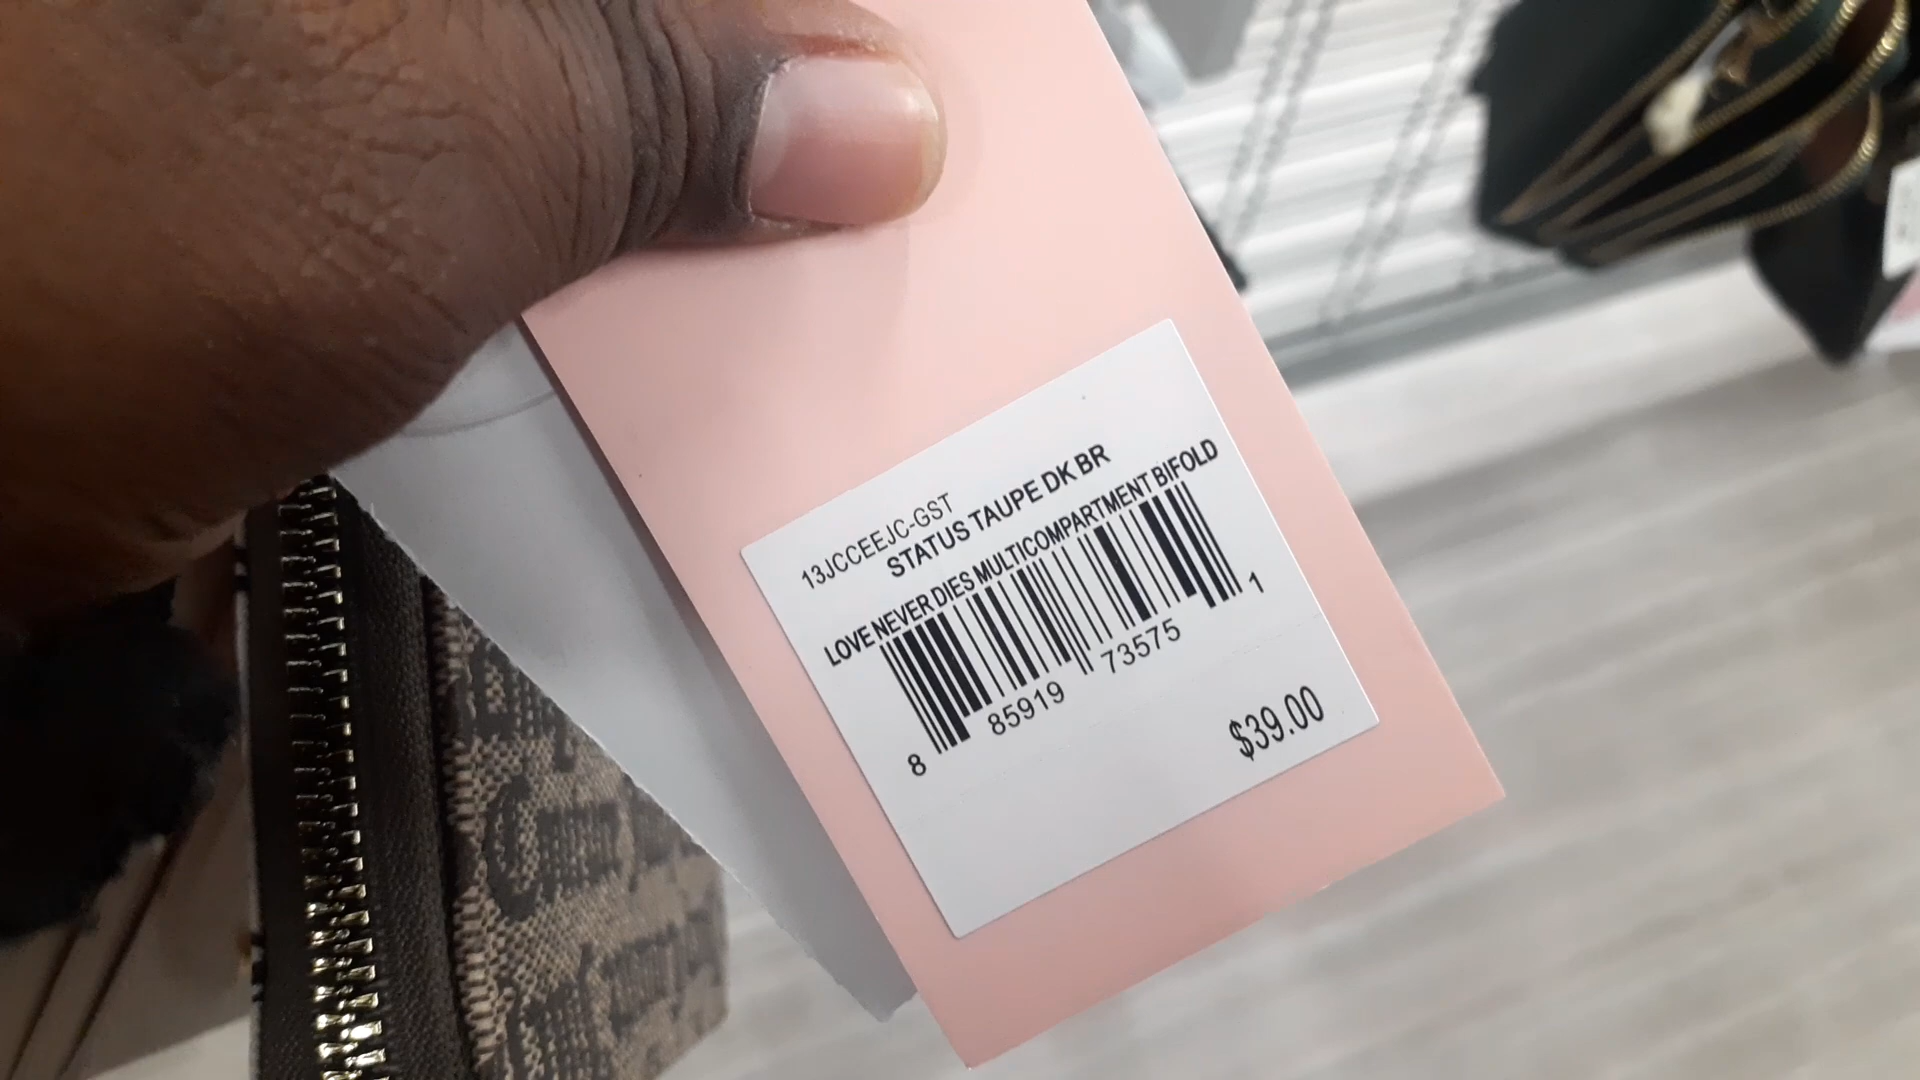 13JCCEEJC-GST
STATUS TAUPE DK BR
LOVE NEVER DIES MULTICOMPARTMENT BIFOLD
8 85919 73575 1
$39.00